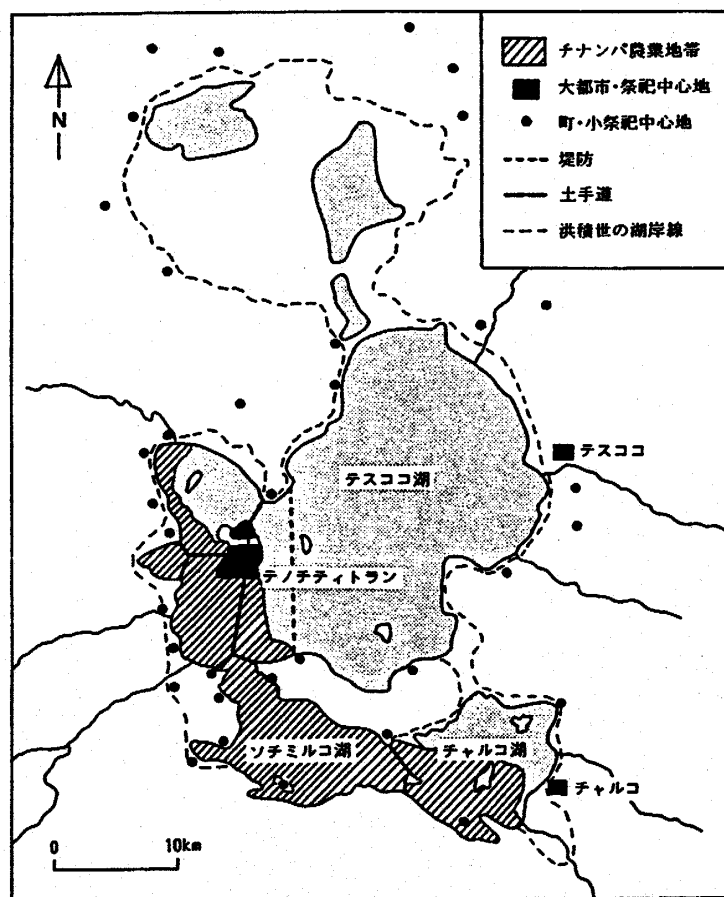 チナンパ農業地帯
大都市・祭祀中心地
町・小祭祀中心地
堤防
土手道
洪積世の湖岸線
N
テスココ
テスココ湖
テノチティトラン
ソチミルコ湖
チャルコ湖
チャルコ
0 10km